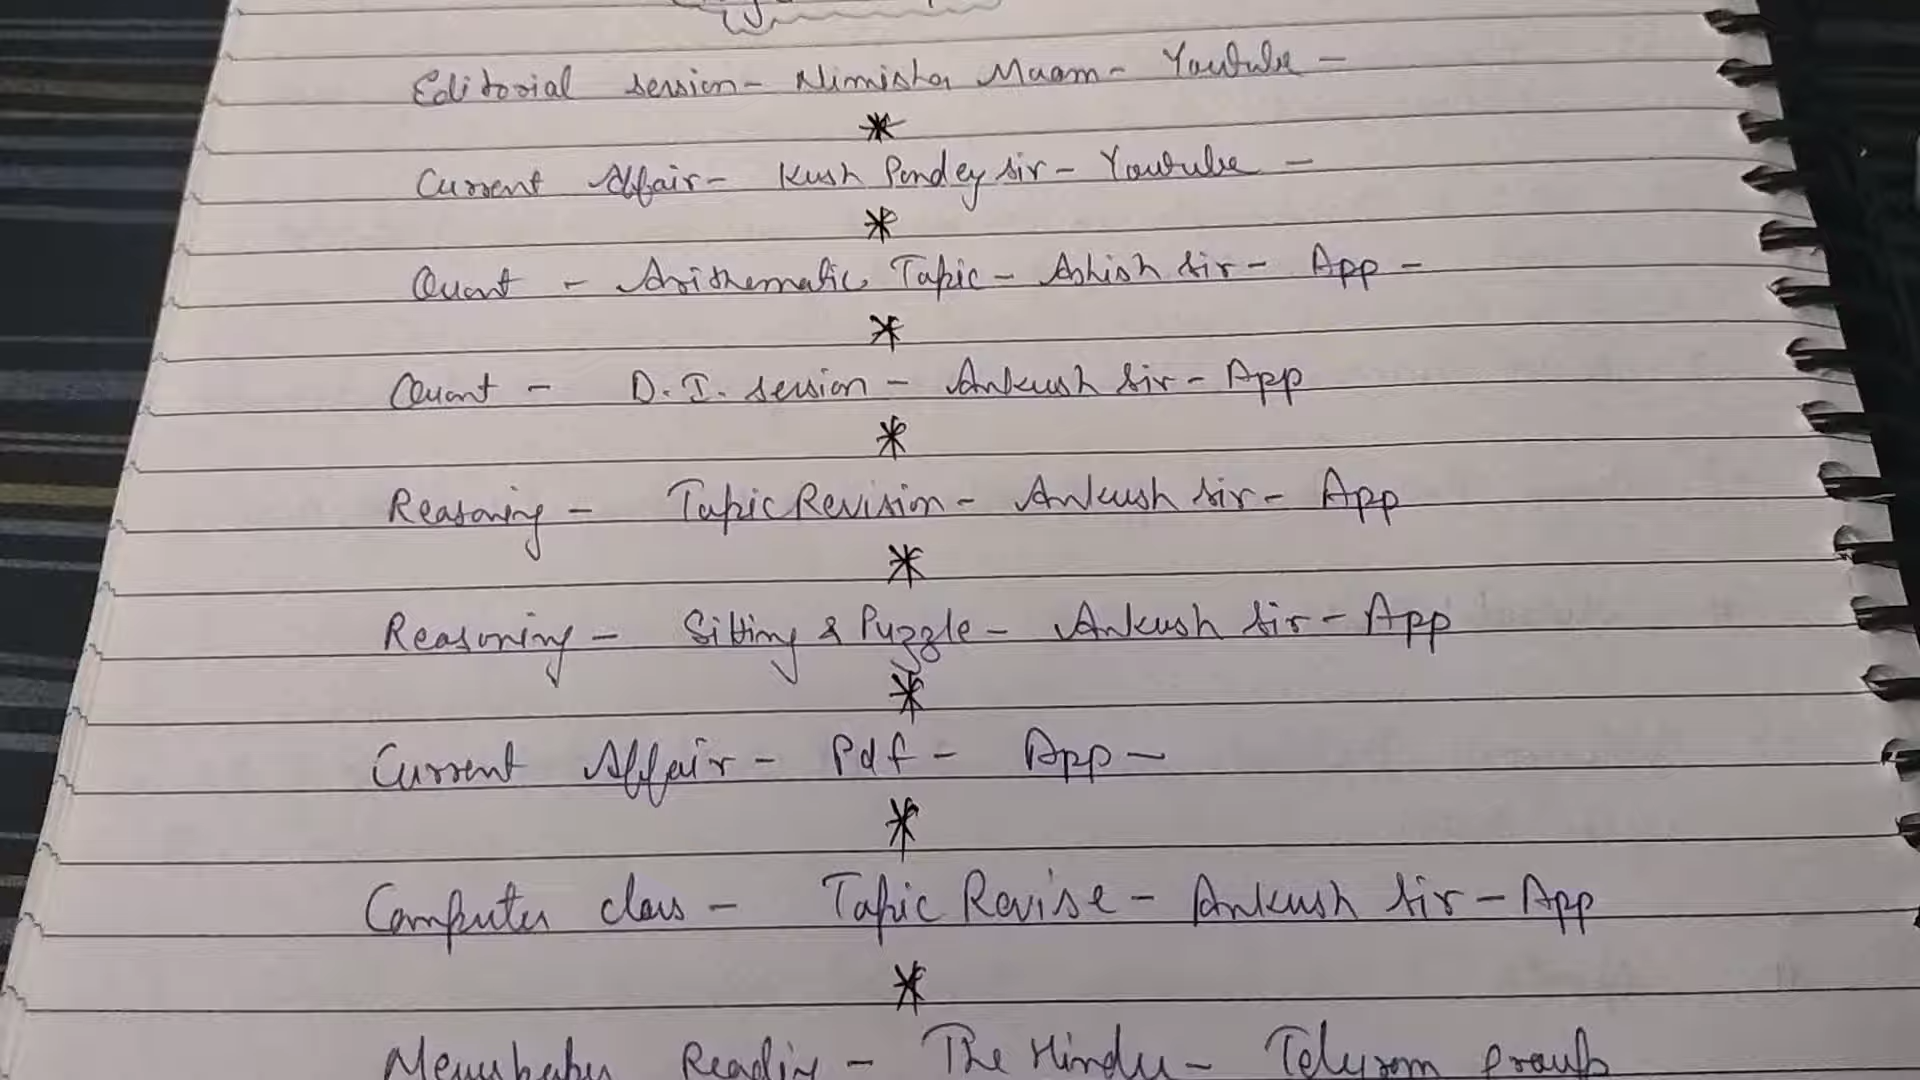 Editorial session - Nimisha Maam - Youtube -
*
Current Affair - Kush Pandey sir - Youtube -
*
Quant - Arithematic Topic - Ashish Sir - App -
*
Quant - D.I. session - Ankush Sir - App
*
Reasoning - Topic Revision - Ankush Sir - App
*
Reasoning - Sitting & Puzzle - Ankush Sir - App
*
Current Affair - Pdf - App -
*
Computer class - Topic Revise - Ankush Sir - App
*
Newspaper Reading - The Hindu - Telegram group